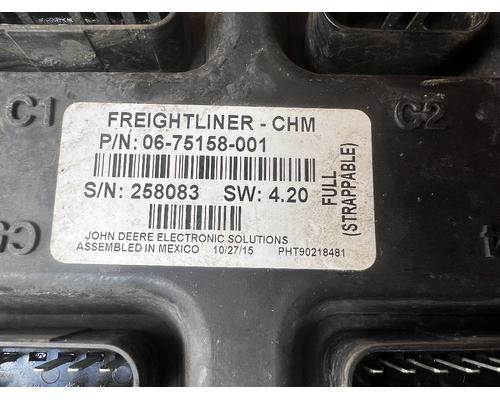 C1
C2
FREIGHTLINER - CHM
P/N: 06-75158-001
S/N: 258083 SW: 4.20
FULL
(STRAPPABLE)
JOHN DEERE ELECTRONIC SOLUTIONS
ASSEMBLED IN MEXICO 10/27/15 PHT90218481